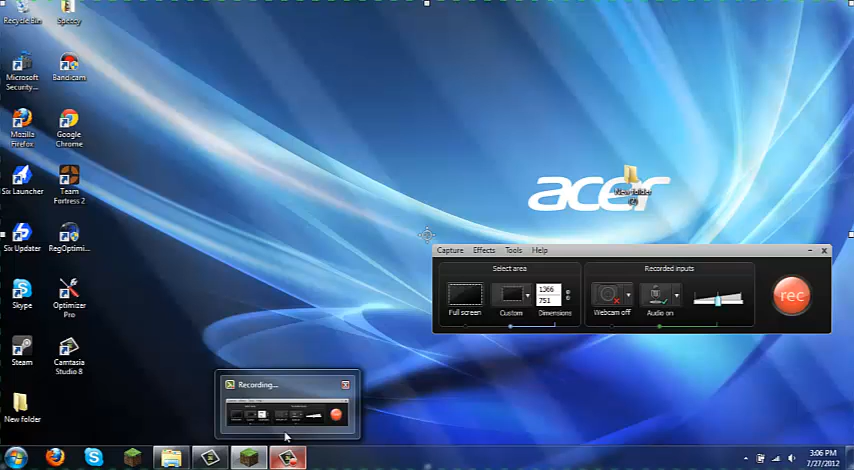 Recycle Bin
Speccy
Microsoft
Security...
Bandicam
Mozilla
Firefox
Google
Chrome
Six Launcher
Team
Fortress 2
Six Updater
RegOptimi...
Skype
Optimizer
Pro
Steam
Camtasia
Studio 8
New folder
acer
New folder
(2)
Capture Effects Tools Help
Select area
Recorded inputs
1366
751
Full screen
Custom
Dimensions
Webcam off
Audio on
rec
Recording...
3:06 PM
7/27/2012